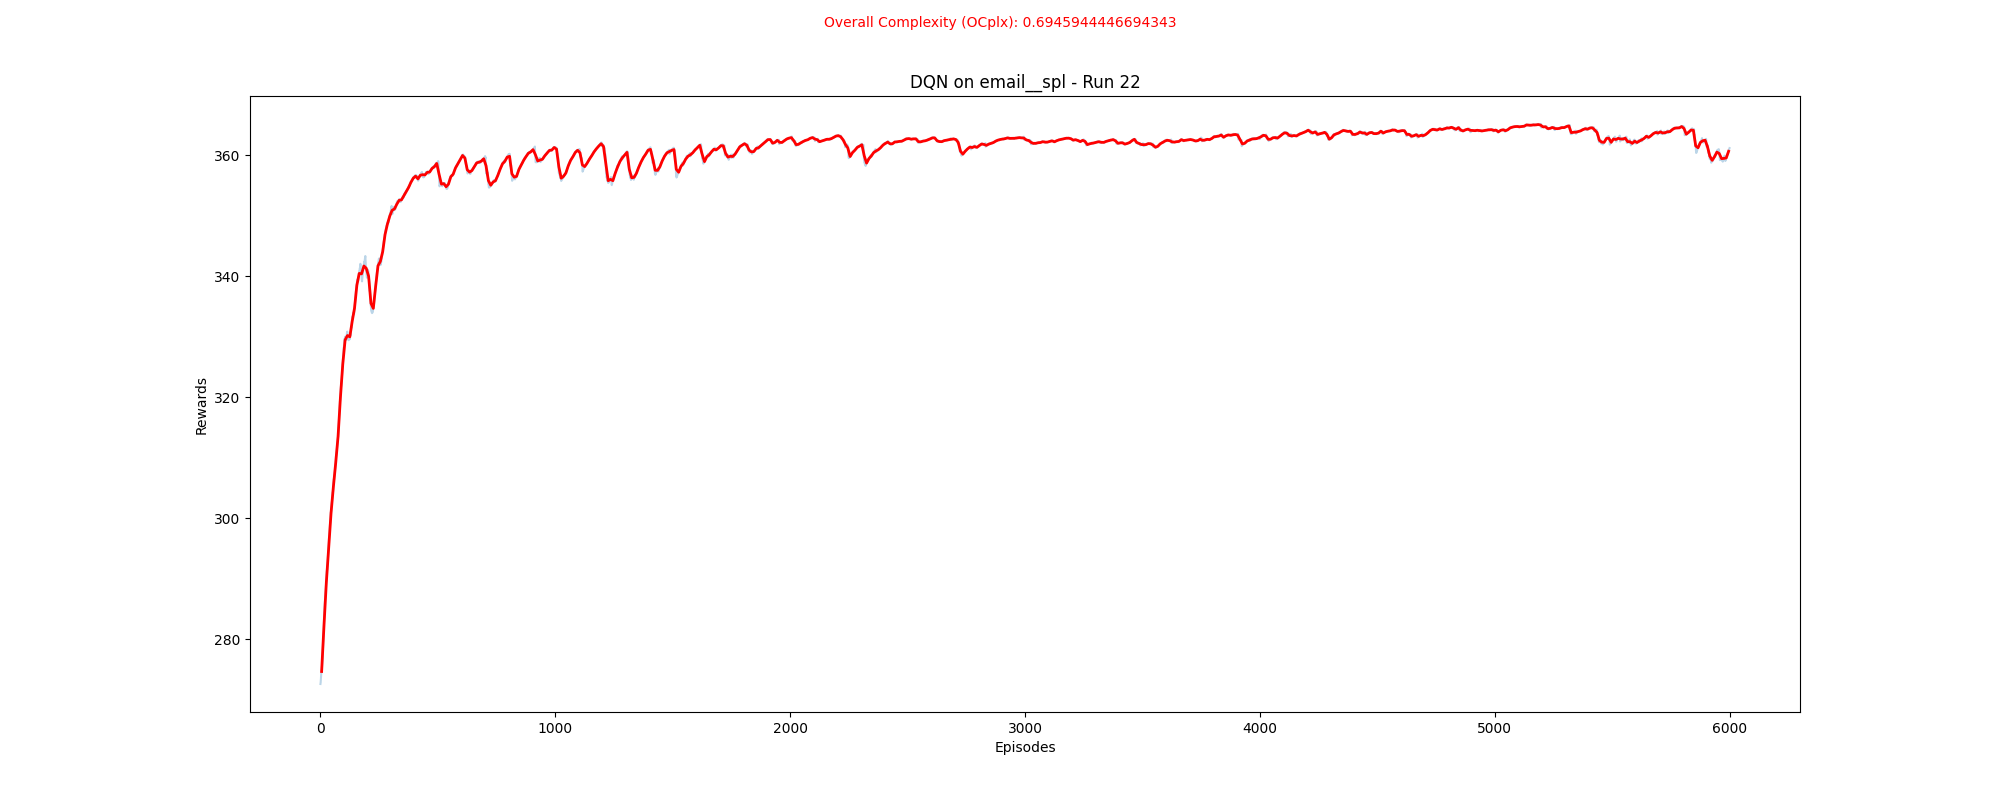 Overall Complexity (OCplx): 0.6945944446694343
DQN on email__spl - Run 22
Rewards
360
340
320
300
280
0 1000 2000 3000 4000 5000 6000
Episodes